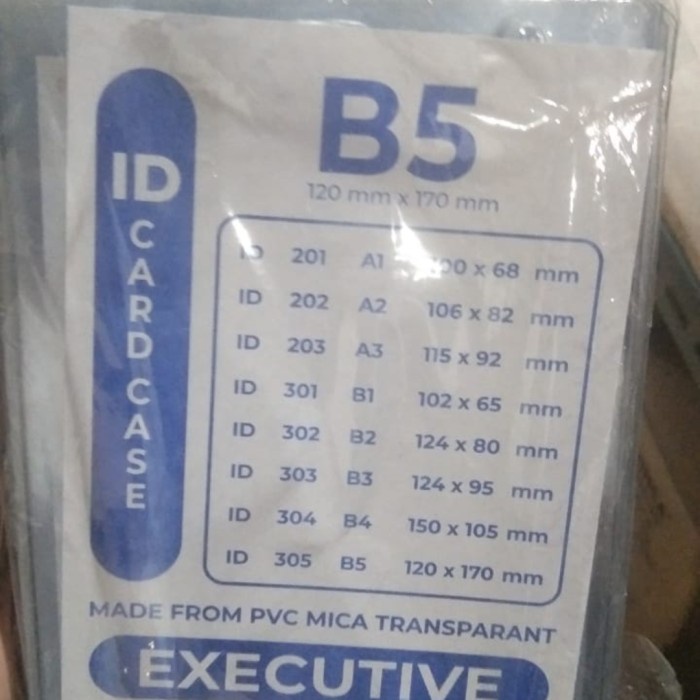 ID
CARD CASE
B5
120 mm x 170 mm
ID 201 A1 x 68 mm
ID 202 A2 106 x 82 mm
ID 203 A3 115 x 92 mm
ID 301 B1 102 x 65 mm
ID 302 B2 124 x 80 mm
ID 303 B3 124 x 95 mm
ID 304 B4 150 x 105 mm
ID 305 B5 120 x 170 mm
MADE FROM PVC MICA TRANSPARANT
EXECUTIVE